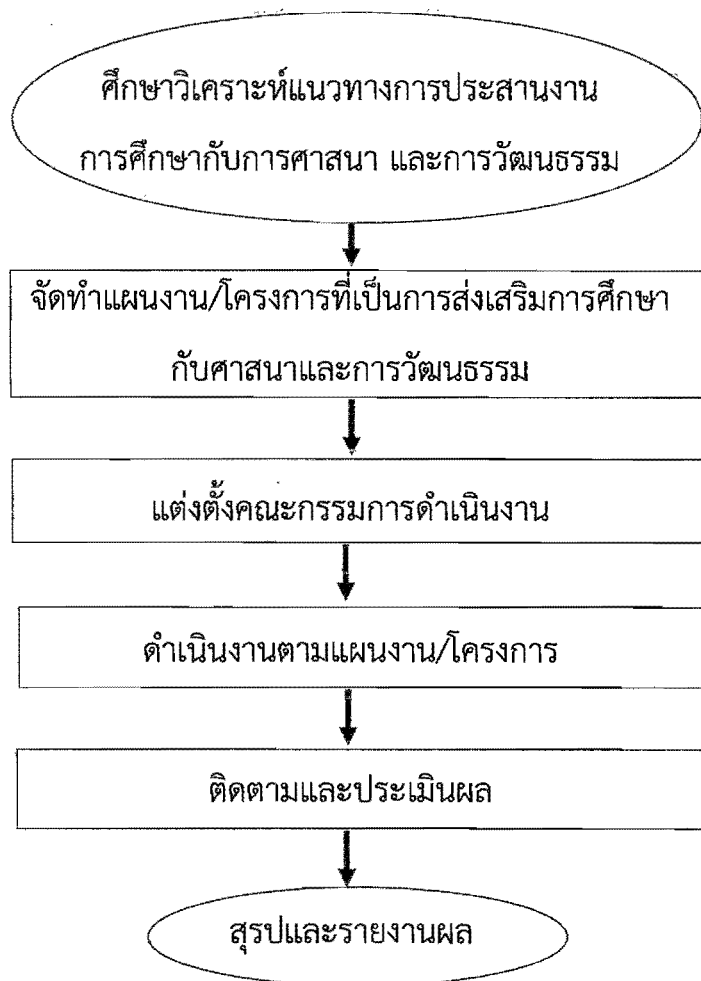 ศึกษาวิเคราะห์แนวทางการประสานงาน
การศึกษากับการศาสนา และการวัฒนธรรม
จัดทำแผนงาน/โครงการที่เป็นการส่งเสริมการศึกษา
กับศาสนาและการวัฒนธรรม
แต่งตั้งคณะกรรมการดำเนินงาน
ดำเนินงานตามแผนงาน/โครงการ
ติดตามและประเมินผล
สุรปและรายงานผล